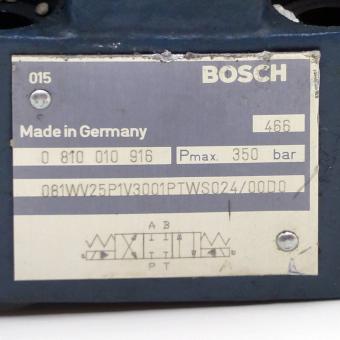 015 BOSCH
Made in Germany 466
0 810 010 916 Pmax. 350 bar
081WV25P1V3001PTWS024/00D0
A B
P T